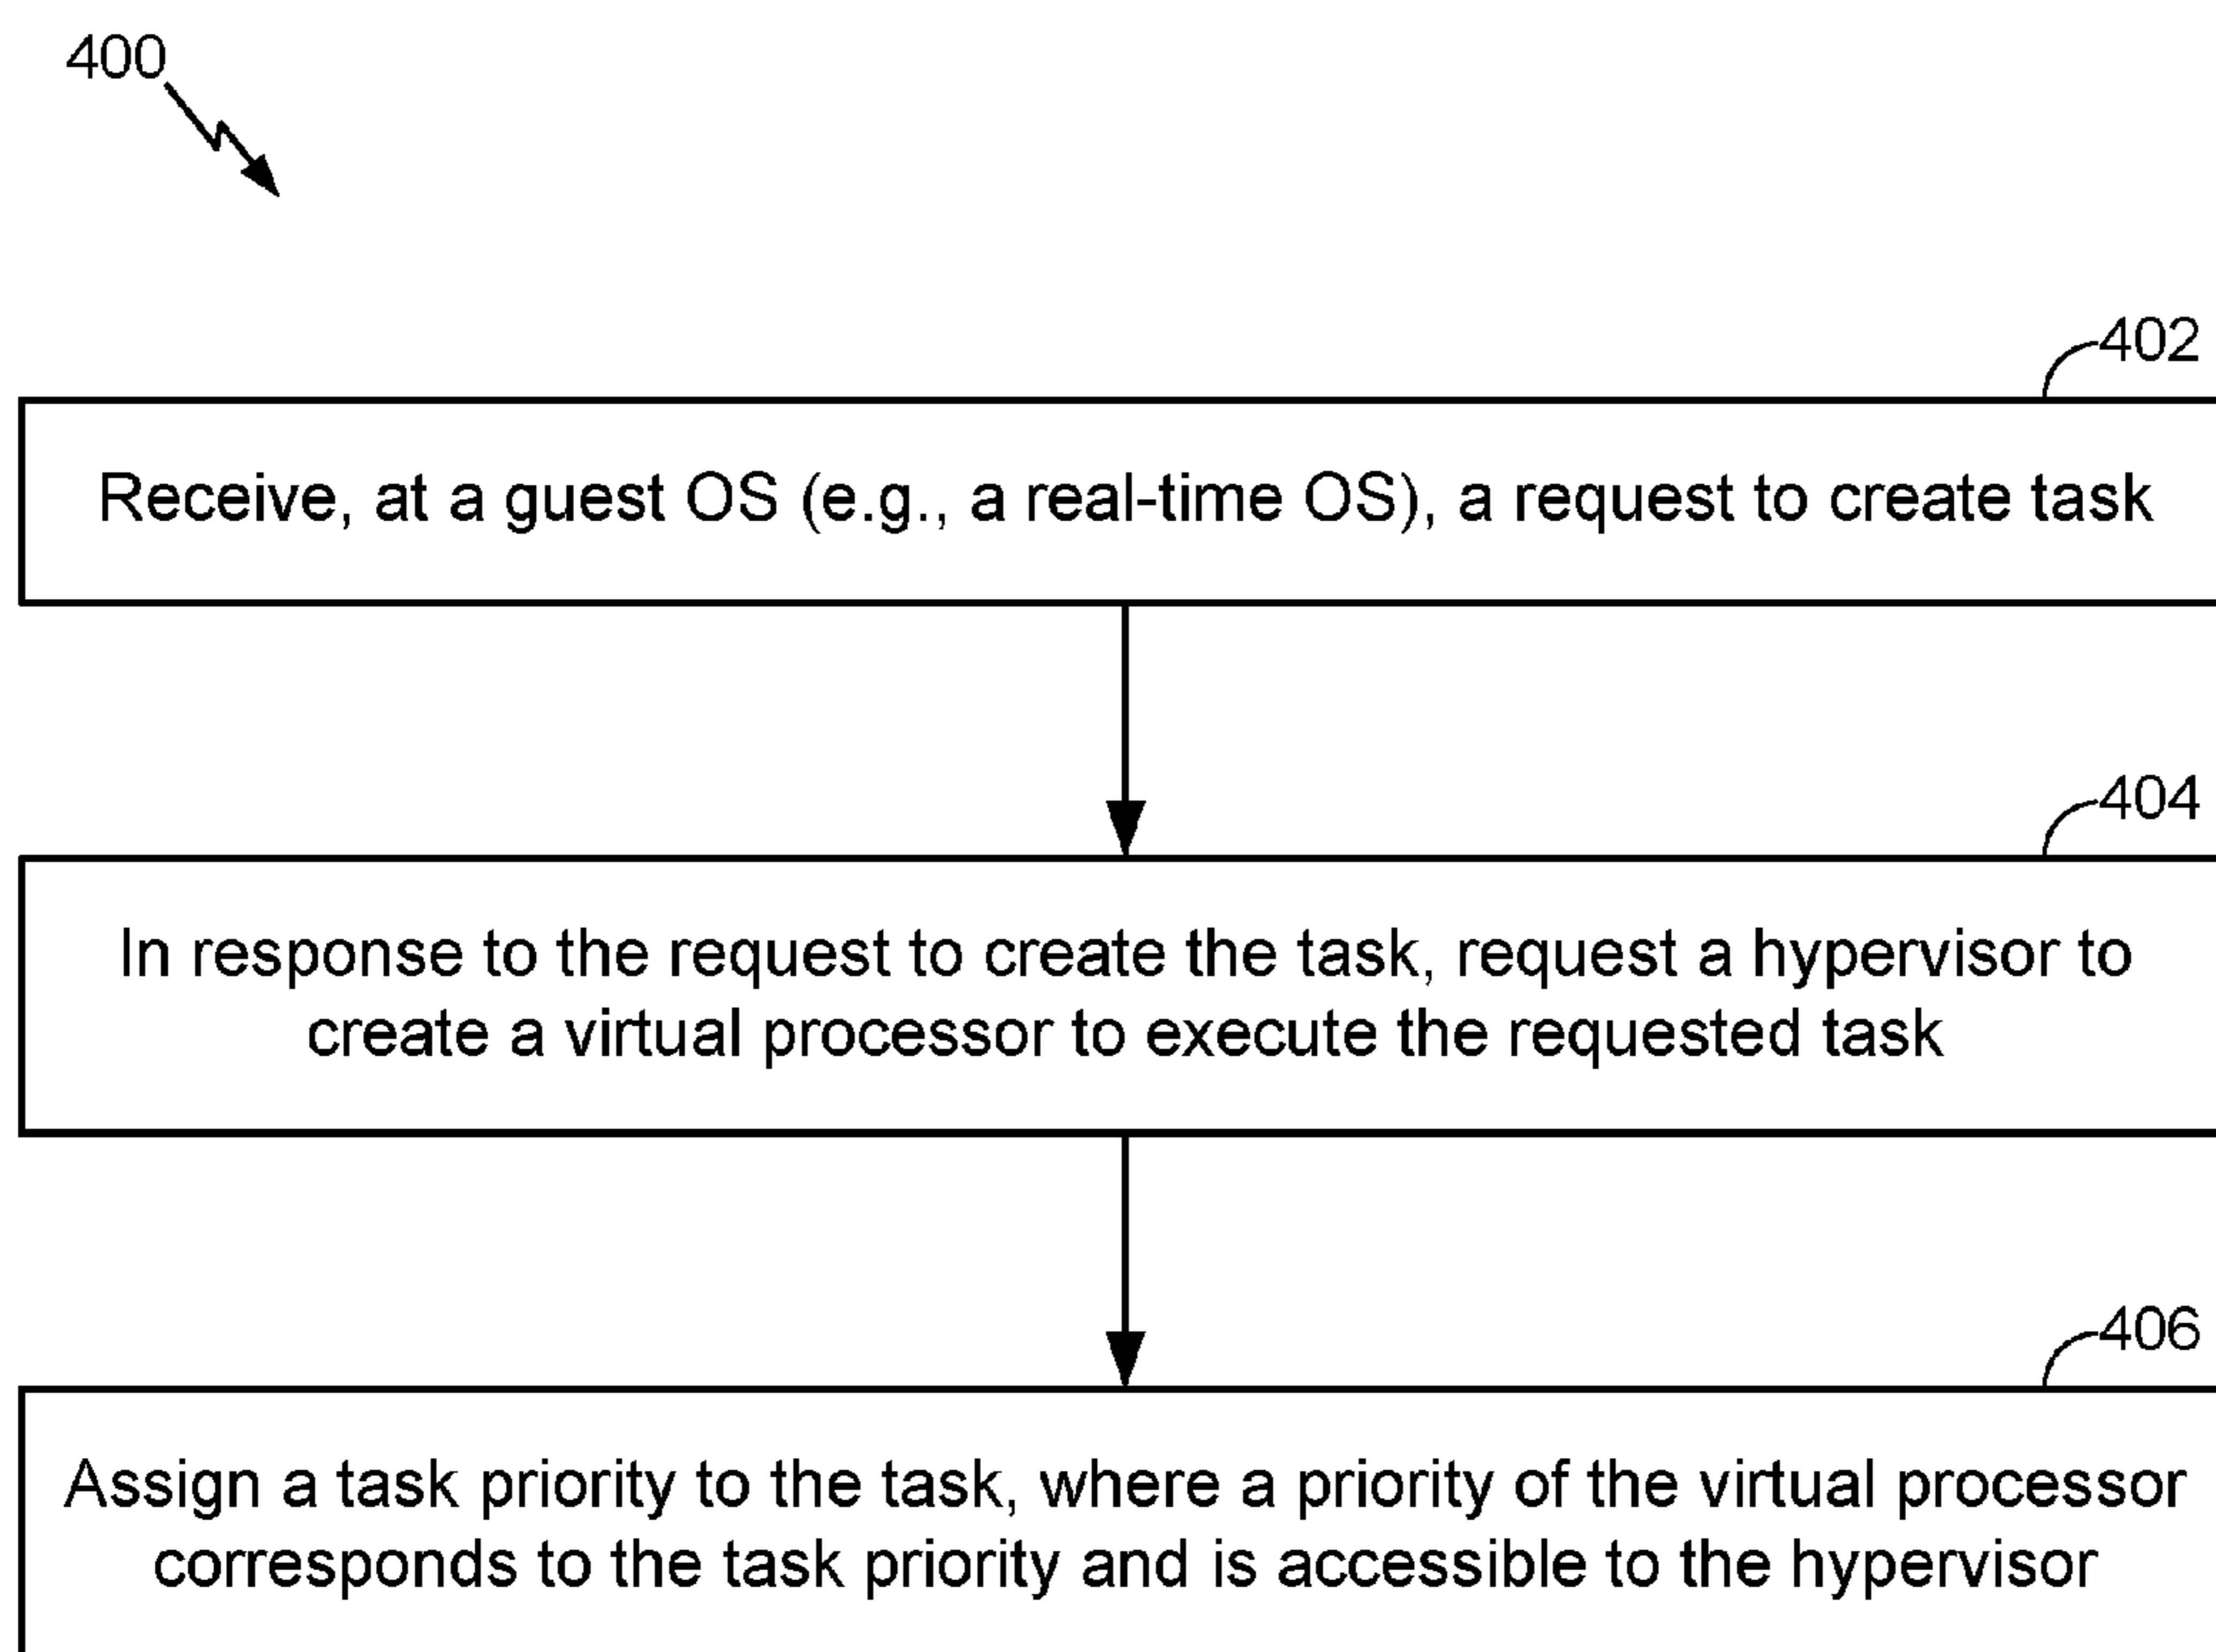 400
402
Receive, at a guest OS (e.g., a real-time OS), a request to create task
404
In response to the request to create the task, request a hypervisor to
create a virtual processor to execute the requested task
406
Assign a task priority to the task, where a priority of the virtual processor
corresponds to the task priority and is accessible to the hypervisor